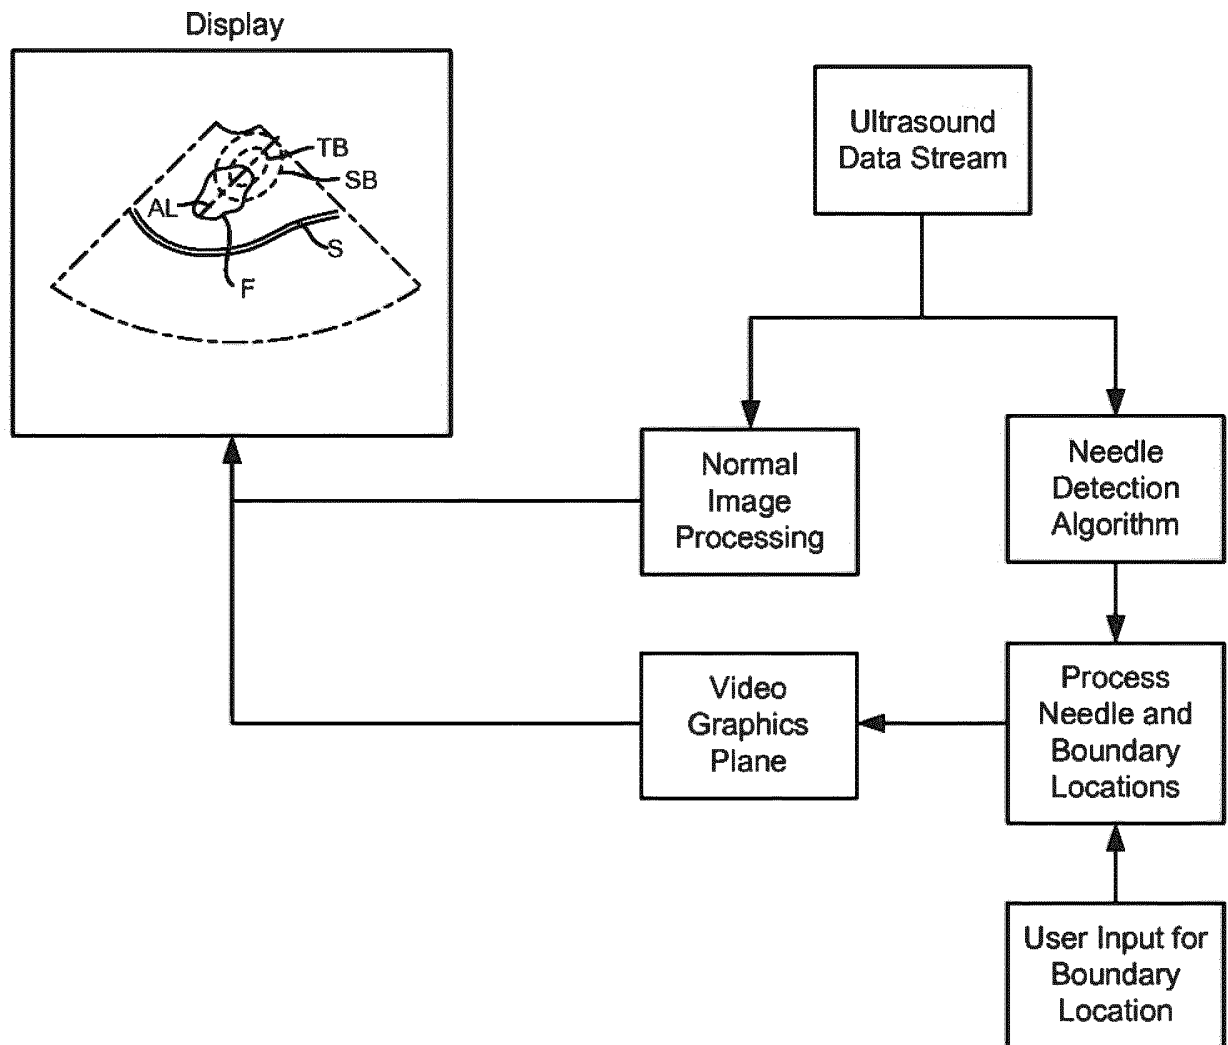 Display
TB
SB
AL
S
F
Ultrasound
Data Stream
Normal
Image
Processing
Needle
Detection
Algorithm
Video
Graphics
Plane
Process
Needle and
Boundary
Locations
User Input for
Boundary
Location